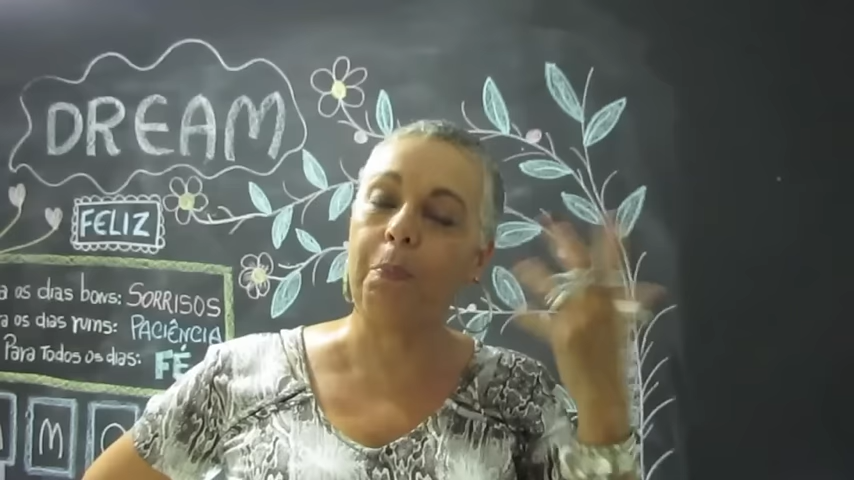 DREAM
FELIZ
a os dias bons: SORRISOS
a os dias ruins: PACIÊNCIA
Para Todos os dias: FÉ
M O